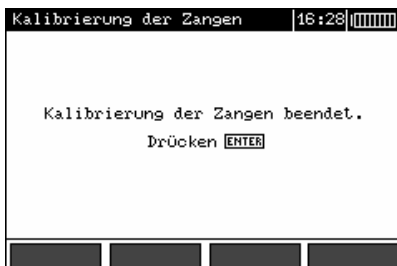 Kalibrierung der Zangen 16:28
Kalibrierung der Zangen beendet.
Drücken ENTER